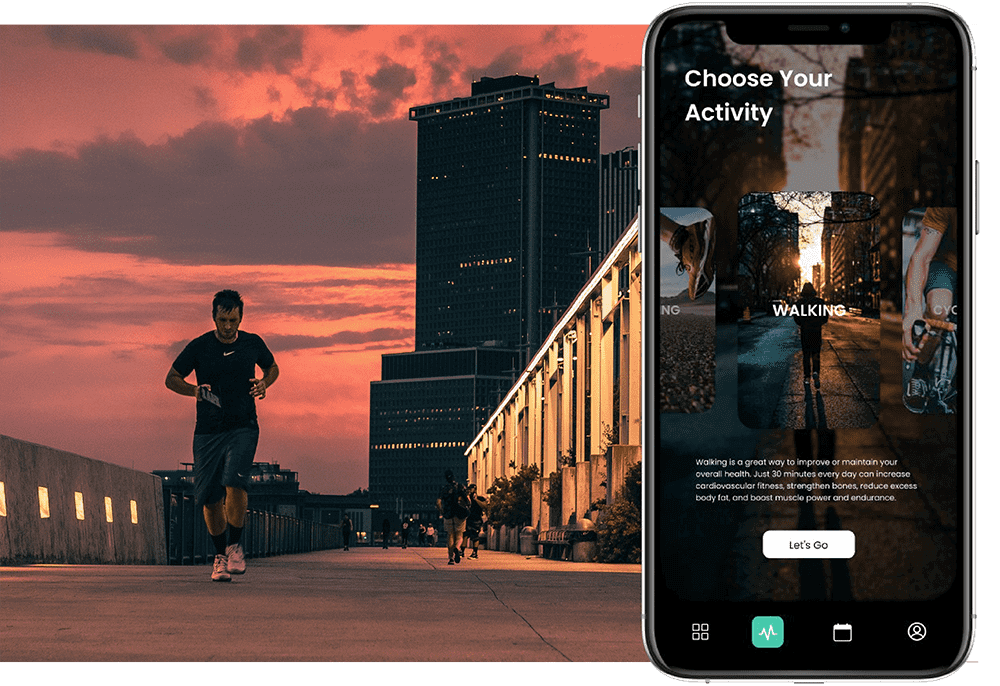 Choose Your
Activity
NG
WALKING
CYC
Walking is a great way to improve or maintain your
overall health. Just 30 minutes every day can increase
cardiovascular fitness, strengthen bones, reduce excess
body fat, and boost muscle power and endurance.
Let's Go